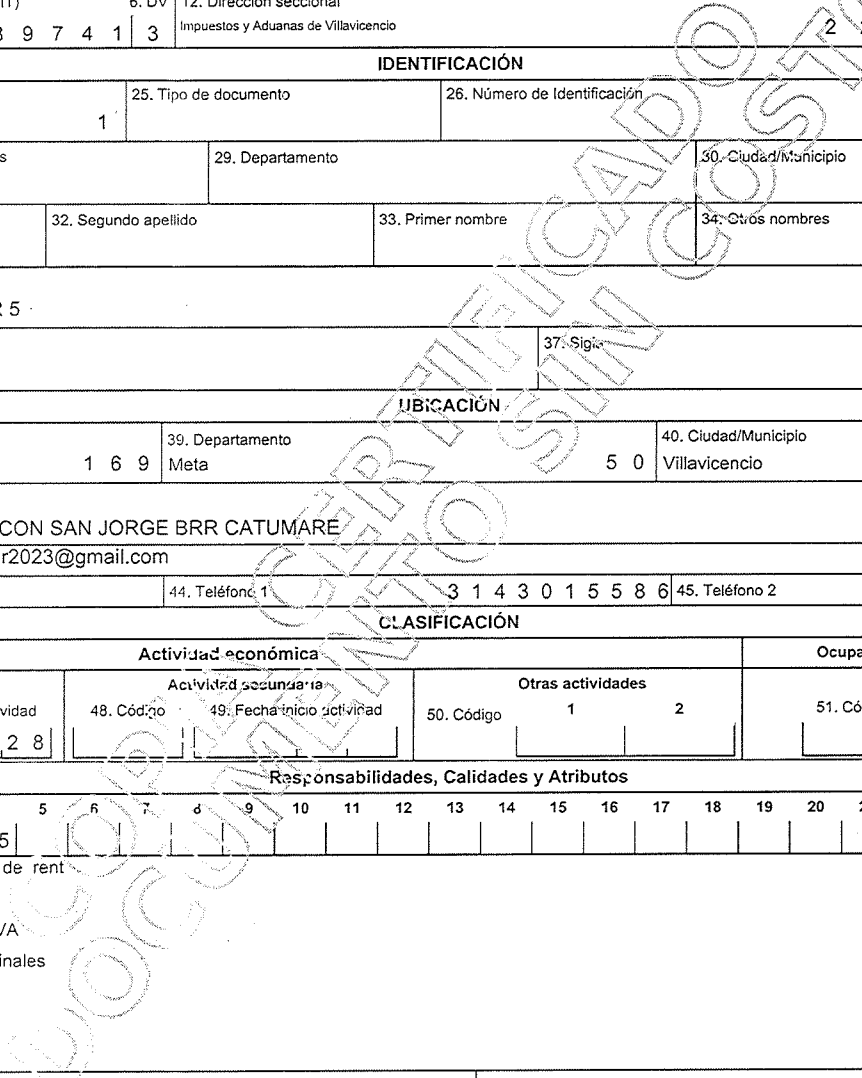 6. DV 12. Dirección seccional
9 7 4 1 3 Impuestos y Aduanas de Villavicencio 2
IDENTIFICACIÓN
25. Tipo de documento 26. Número de Identificación
1
29. Departamento 30. Ciudad/Municipio
32. Segundo apellido 33. Primer nombre 34. Otros nombres
5
37. Sigla
UBICACIÓN
39. Departamento 40. Ciudad/Municipio
1 6 9 Meta 5 0 Villavicencio
CON SAN JORGE BRR CATUMARE
r2023@gmail.com
44. Teléfono 1 3 1 4 3 0 1 5 5 8 6 45. Teléfono 2
CLASIFICACIÓN
Actividad económica Ocupa
Actividad secundaria Otras actividades
vidad 48. Código 49. Fecha inicio actividad 50. Código 1 2 51. Có
2 8
Responsabilidades, Calidades y Atributos
5 6 7 8 9 10 11 12 13 14 15 16 17 18 19 20
5
de rent
VA
inales
COPIA CERTIFICADO
DOCUMENTO SIN COST